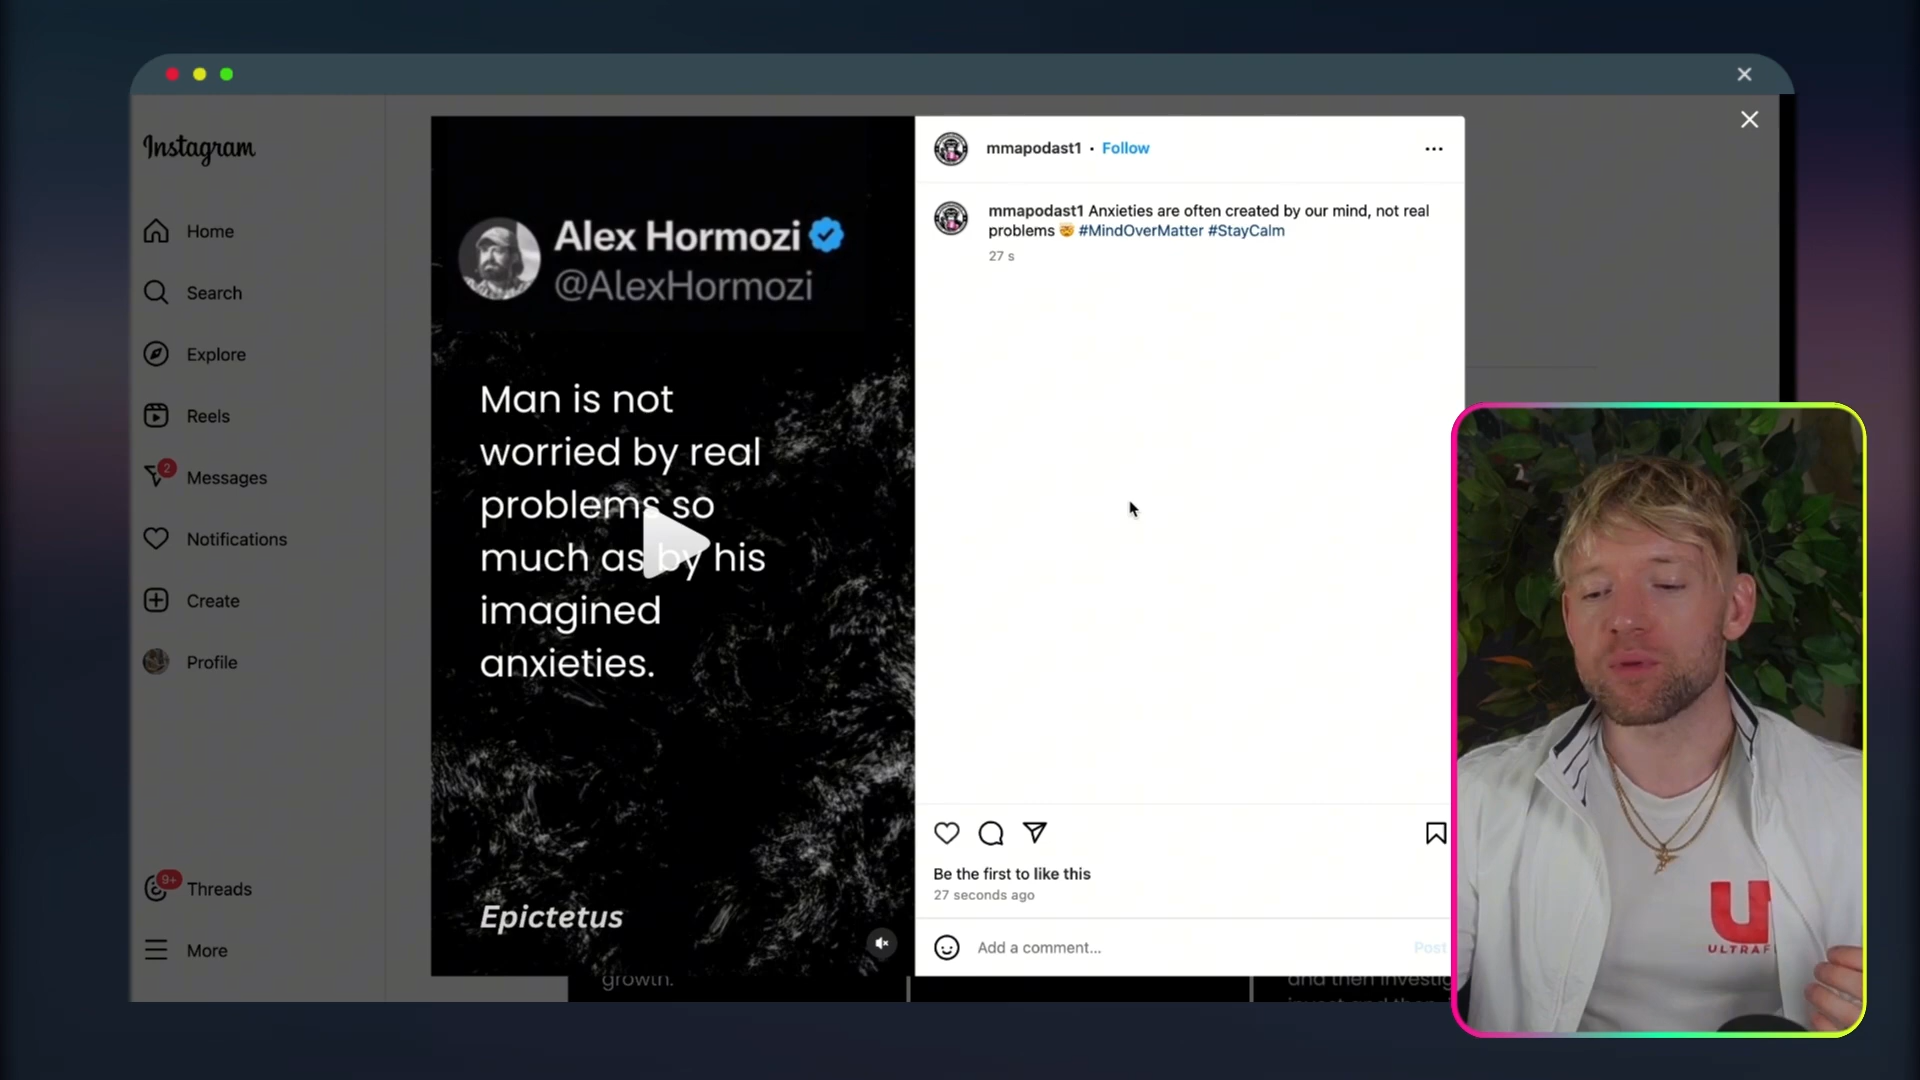 Instagram
Home
Search
Explore
Reels
2
Messages
Notifications
Create
Profile
9+
Threads
More
Alex Hormozi
@AlexHormozi
Man is not
worried by real
problems so
much as by his
imagined
anxieties.
Epictetus
growth.
mmapodast1 • Follow
mmapodast1 Anxieties are often created by our mind, not real
problems 🤯 #MindOverMatter #StayCalm
27 s
Be the first to like this
27 seconds ago
Add a comment...
Post
and then
U